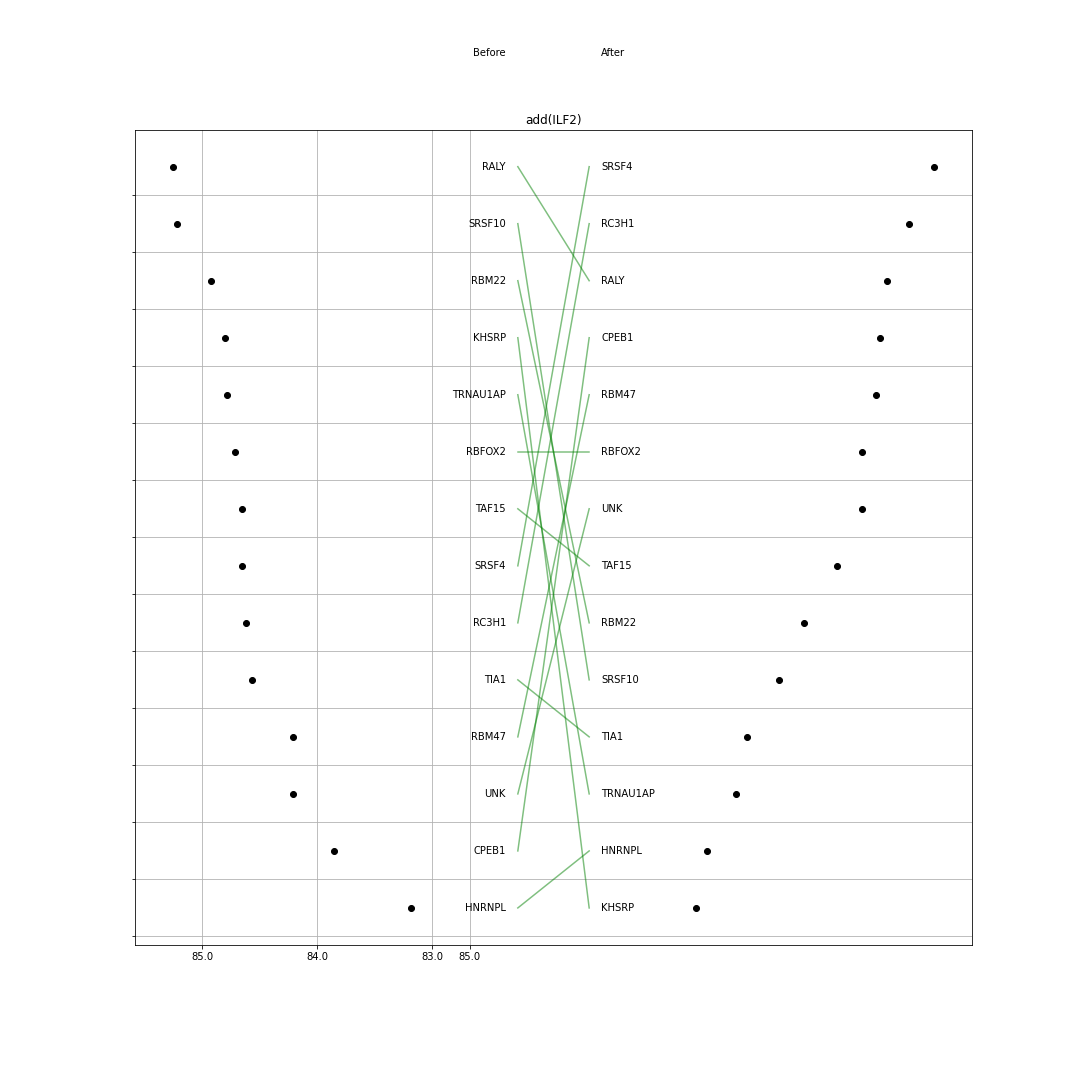 Before After
add(ILF2)
RALY SRSF4
SRSF10 RC3H1
RBM22 RALY
KHSRP CPEB1
TRNAU1AP RBM47
RBFOX2 RBFOX2
TAF15 UNK
SRSF4 TAF15
RC3H1 RBM22
TIA1 SRSF10
RBM47 TIA1
UNK TRNAU1AP
CPEB1 HNRNPL
HNRNPL KHSRP
85.0 84.0 83.0 85.0